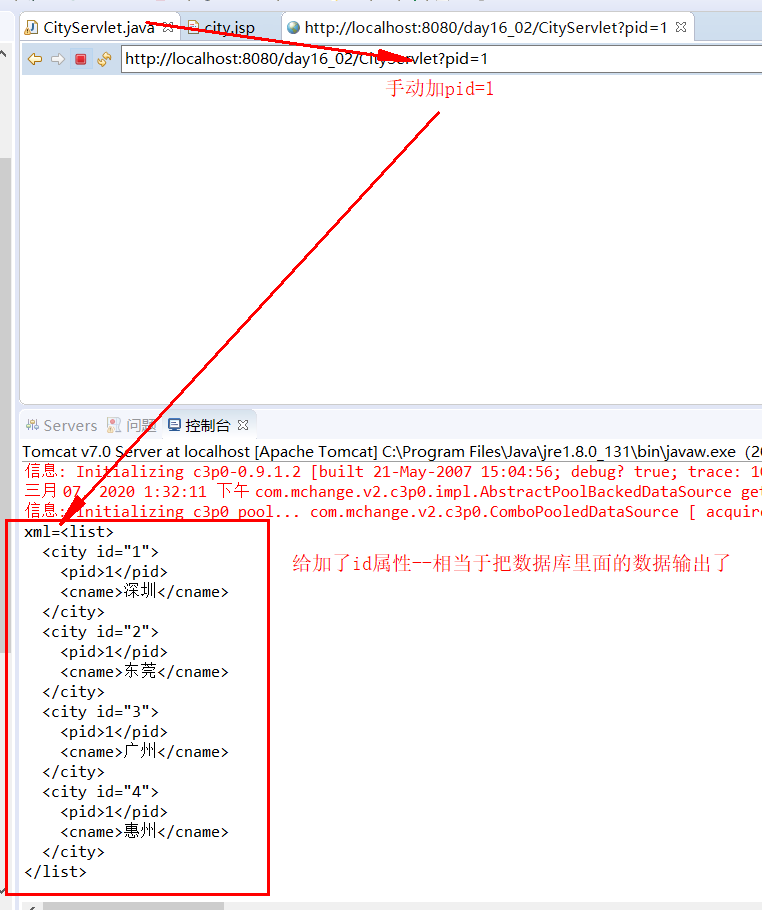 CityServlet.java city.jsp http://localhost:8080/day16_02/CityServlet?pid=1
http://localhost:8080/day16_02/CityServlet?pid=1
手动加pid=1
Servers 问题 控制台
Tomcat v7.0 Server at localhost [Apache Tomcat] C:\Program Files\Java\jre1.8.0_131\bin\javaw.exe (20
信息: Initializing c3p0-0.9.1.2 [built 21-May-2007 15:04:56; debug? true; trace: 10
三月 07, 2020 1:32:11 下午 com.mchange.v2.c3p0.impl.AbstractPoolBackedDataSource get
信息: Initializing c3p0 pool... com.mchange.v2.c3p0.ComboPooledDataSource [ acquire
xml=<list>
<city id="1">
<pid>1</pid>
<cname>深圳</cname>
</city>
<city id="2">
<pid>1</pid>
<cname>东莞</cname>
</city>
<city id="3">
<pid>1</pid>
<cname>广州</cname>
</city>
<city id="4">
<pid>1</pid>
<cname>惠州</cname>
</city>
</list>
给加了id属性--相当于把数据库里面的数据输出了